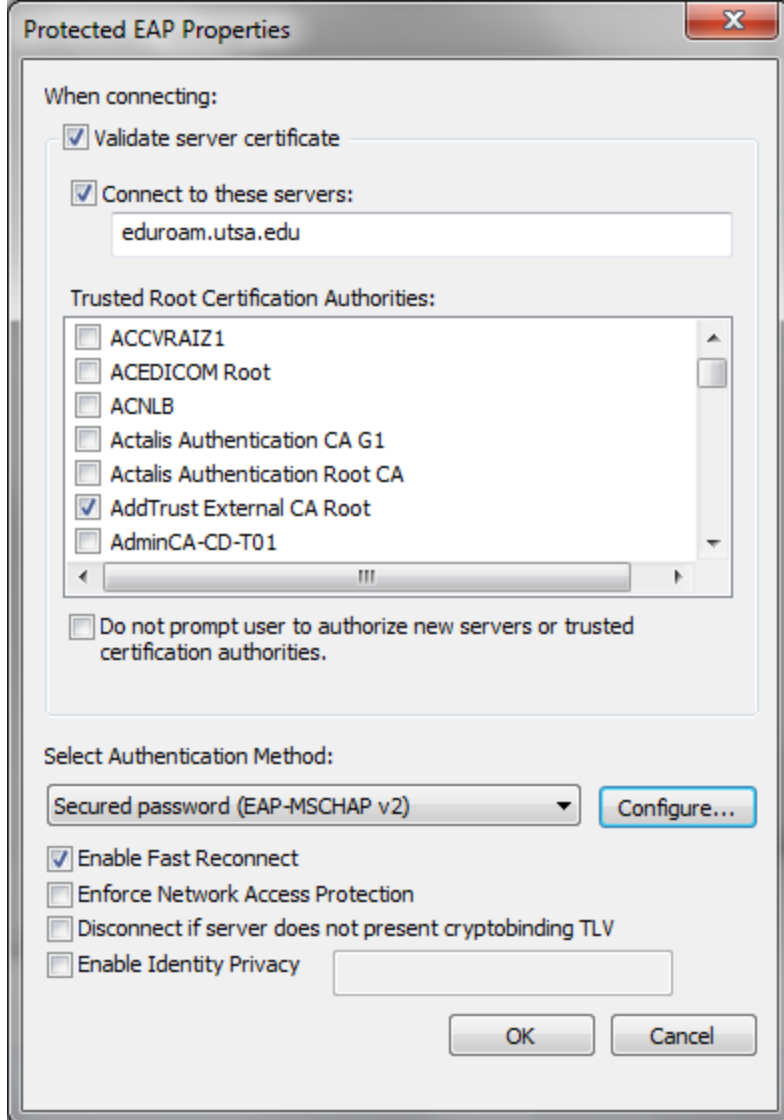 Protected EAP Properties
When connecting:
Validate server certificate
Connect to these servers:
eduroam.utsa.edu
Trusted Root Certification Authorities:
ACCVRAIZ1
ACEDICOM Root
ACNLB
Actalis Authentication CA G1
Actalis Authentication Root CA
AddTrust External CA Root
AdminCA-CD-T01
Do not prompt user to authorize new servers or trusted
certification authorities.
Select Authentication Method:
Secured password (EAP-MSCHAP v2)
Configure...
Enable Fast Reconnect
Enforce Network Access Protection
Disconnect if server does not present cryptobinding TLV
Enable Identity Privacy
OK
Cancel